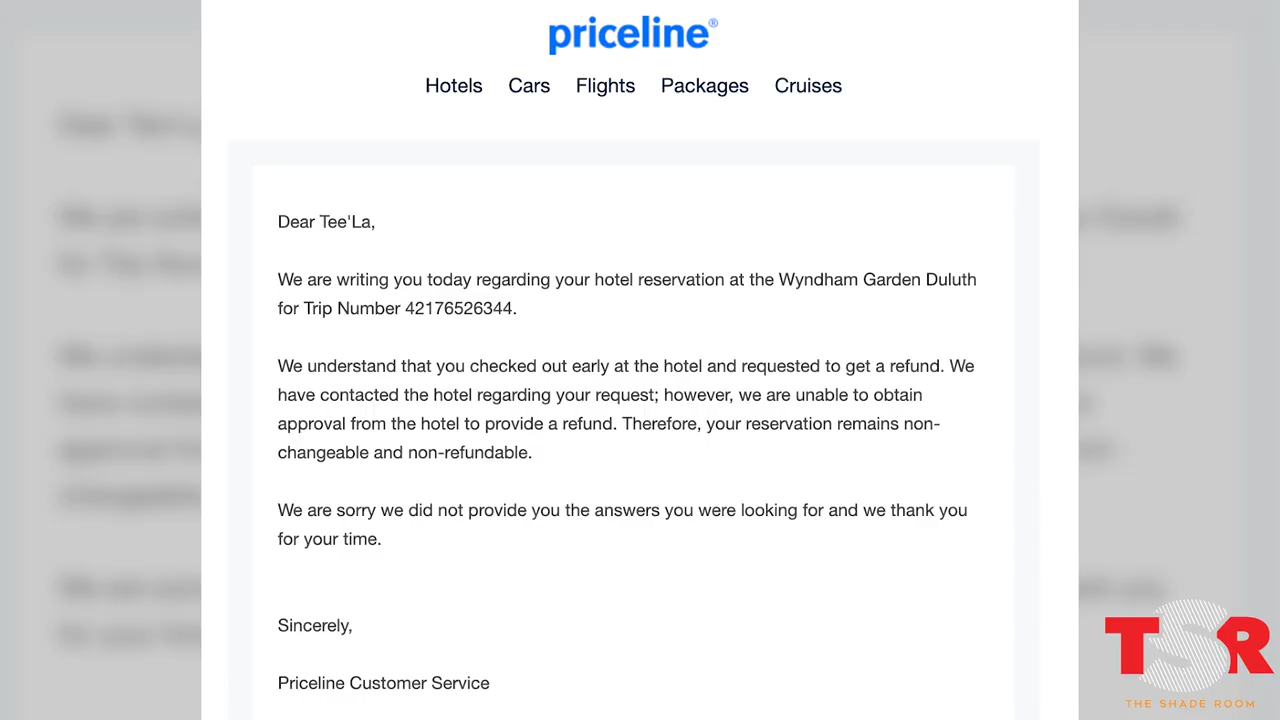 priceline®
Hotels Cars Flights Packages Cruises
Dear Tee'La,
We are writing you today regarding your hotel reservation at the Wyndham Garden Duluth
for Trip Number 42176526344.
We understand that you checked out early at the hotel and requested to get a refund. We
have contacted the hotel regarding your request; however, we are unable to obtain
approval from the hotel to provide a refund. Therefore, your reservation remains non-
changeable and non-refundable.
We are sorry we did not provide you the answers you were looking for and we thank you
for your time.
Sincerely,
Priceline Customer Service
TSR
THE SHADE ROOM